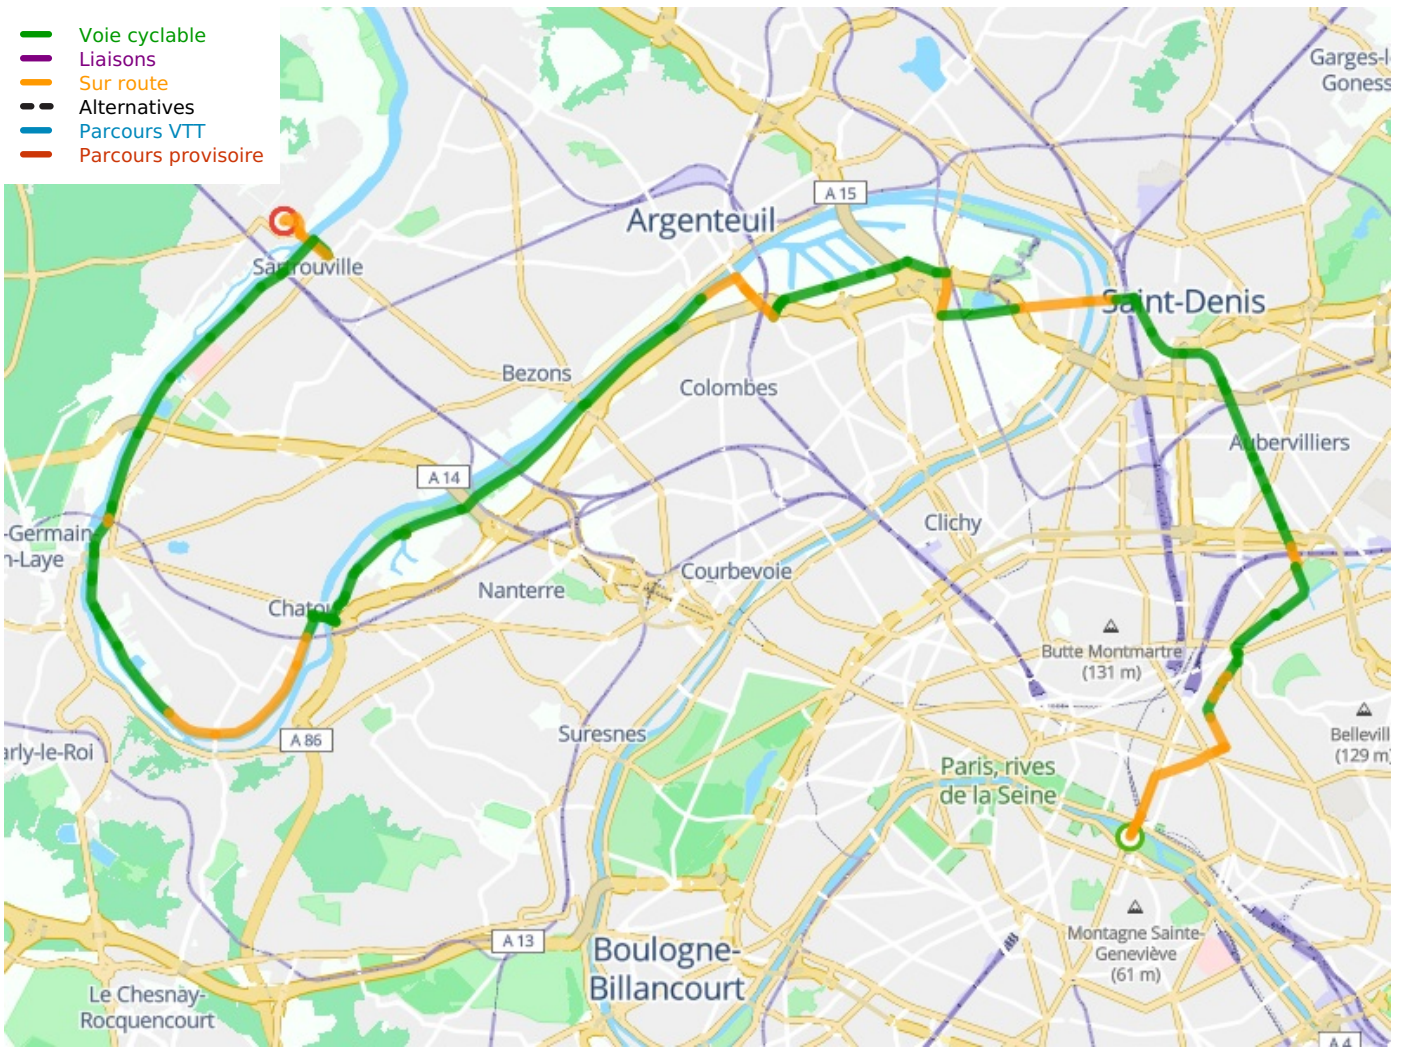 Voie cyclable
Liaisons
Sur route
Alternatives
Parcours VTT
Parcours provisoire
Garges-l
Goness
A 15
Argenteuil
Sartrouville
Saint-Denis
Bezons
Colombes
Aubervilliers
A 14
-Germain-
n-Laye
Clichy
Courbevoie
Nanterre
Chatou
Butte Montmartre
(131 m)
Suresnes
A 86
arly-le-Roi
Bellevill
(129 m)
Paris, rives
de la Seine
Montagne Sainte-
Geneviève
(61 m)
A 13
Boulogne-
Billancourt
Le Chesnay-
Rocquencourt
A 4